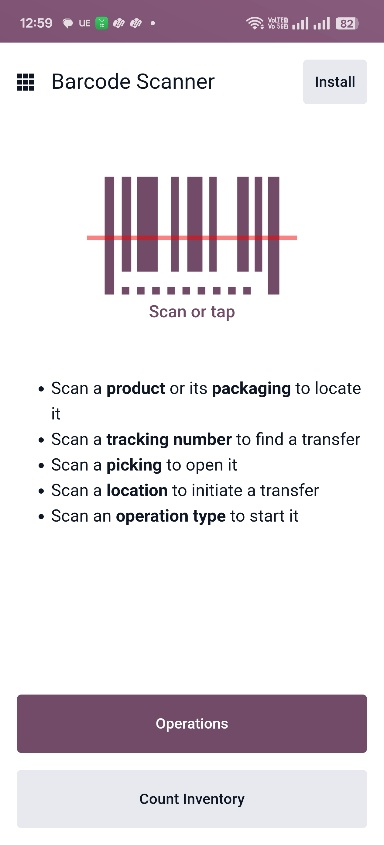 12:59 UE VoLTE 82
Barcode Scanner
Install
Scan or tap
• Scan a product or its packaging to locate
it
• Scan a tracking number to find a transfer
• Scan a picking to open it
• Scan a location to initiate a transfer
• Scan an operation type to start it
Operations
Count Inventory